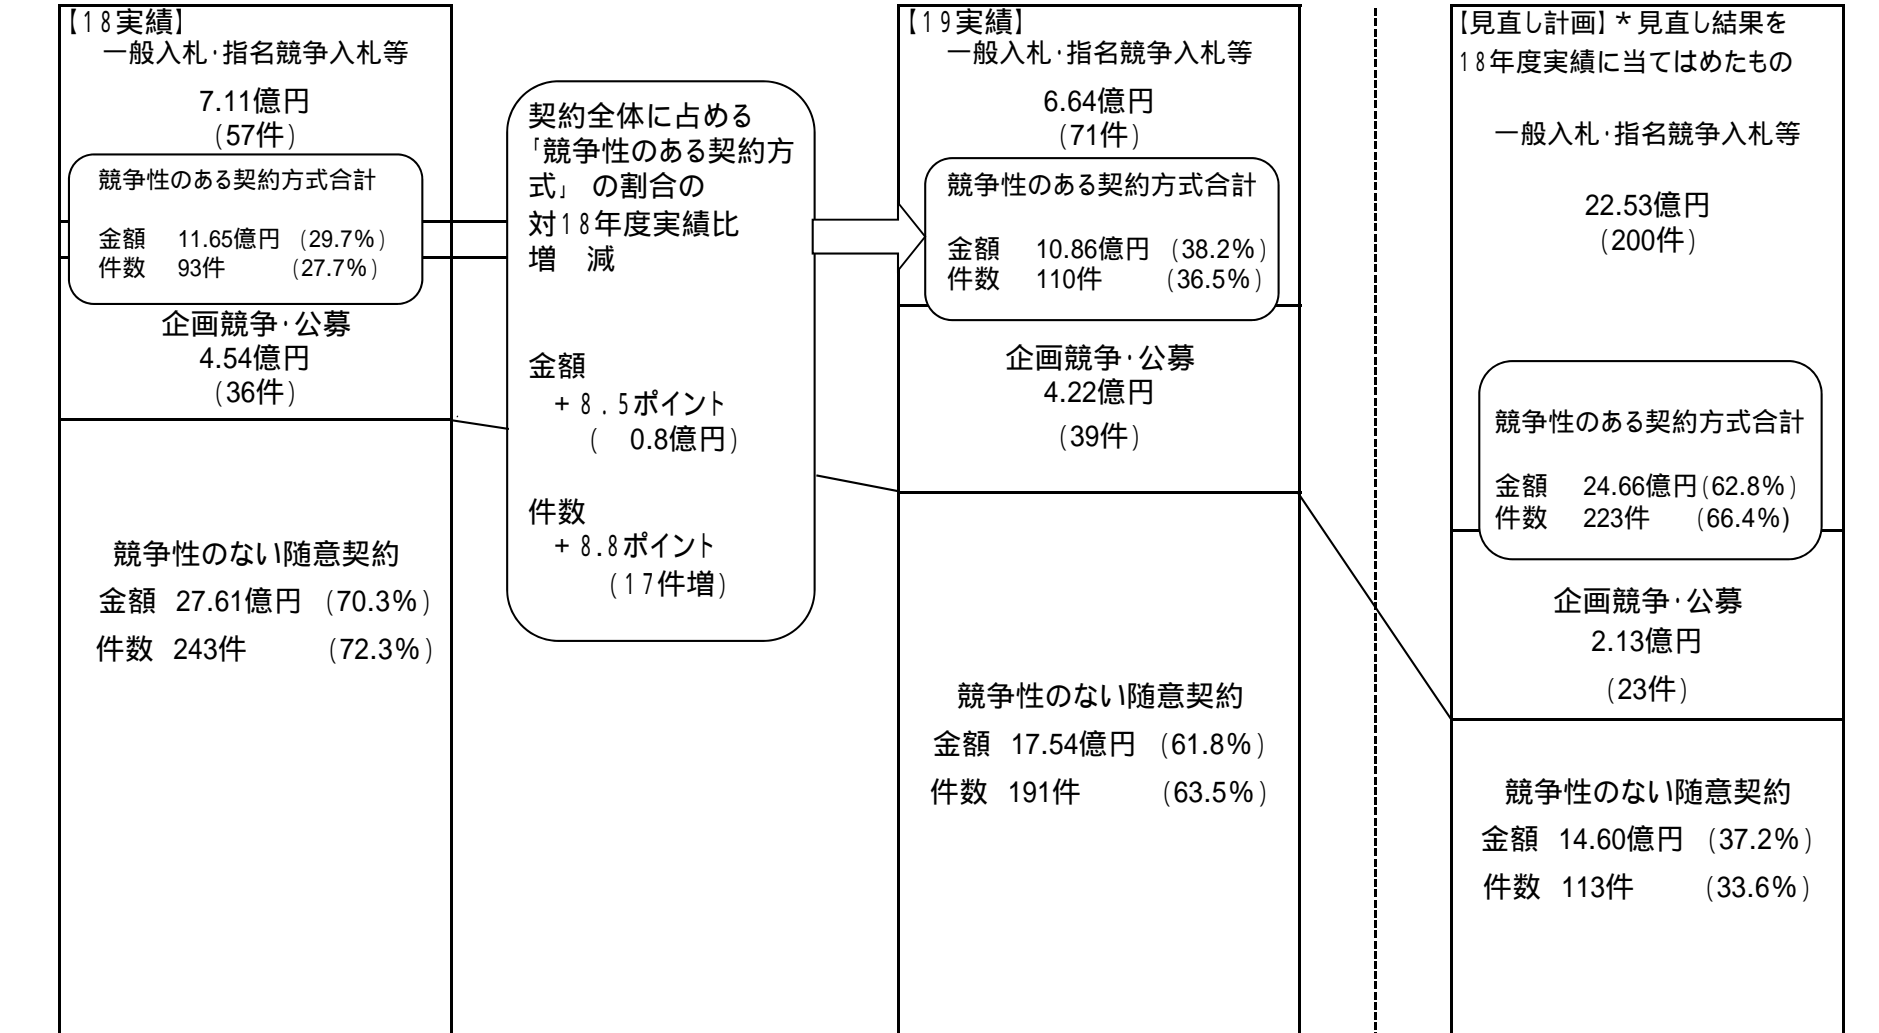 【18実績】
一般入札・指名競争入札等
7.11億円
(57件)
競争性のある契約方式合計
金額 11.65億円 (29.7%)
件数 93件 (27.7%)
企画競争・公募
4.54億円
(36件)
競争性のない随意契約
金額 27.61億円 (70.3%)
件数 243件 (72.3%)
契約全体に占める
「競争性のある契約方
式」 の割合の
対18年度実績比
増 減
金額
+8.5ポイント
( 0.8億円)
件数
+8.8ポイント
(17件増)
【19実績】
一般入札・指名競争入札等
6.64億円
(71件)
競争性のある契約方式合計
金額 10.86億円 (38.2%)
件数 110件 (36.5%)
企画競争・公募
4.22億円
(39件)
競争性のない随意契約
金額 17.54億円 (61.8%)
件数 191件 (63.5%)
【見直し計画】*見直し結果を
18年度実績に当てはめたもの
一般入札・指名競争入札等
22.53億円
(200件)
競争性のある契約方式合計
金額 24.66億円(62.8%)
件数 223件 (66.4%)
企画競争・公募
2.13億円
(23件)
競争性のない随意契約
金額 14.60億円 (37.2%)
件数 113件 (33.6%)